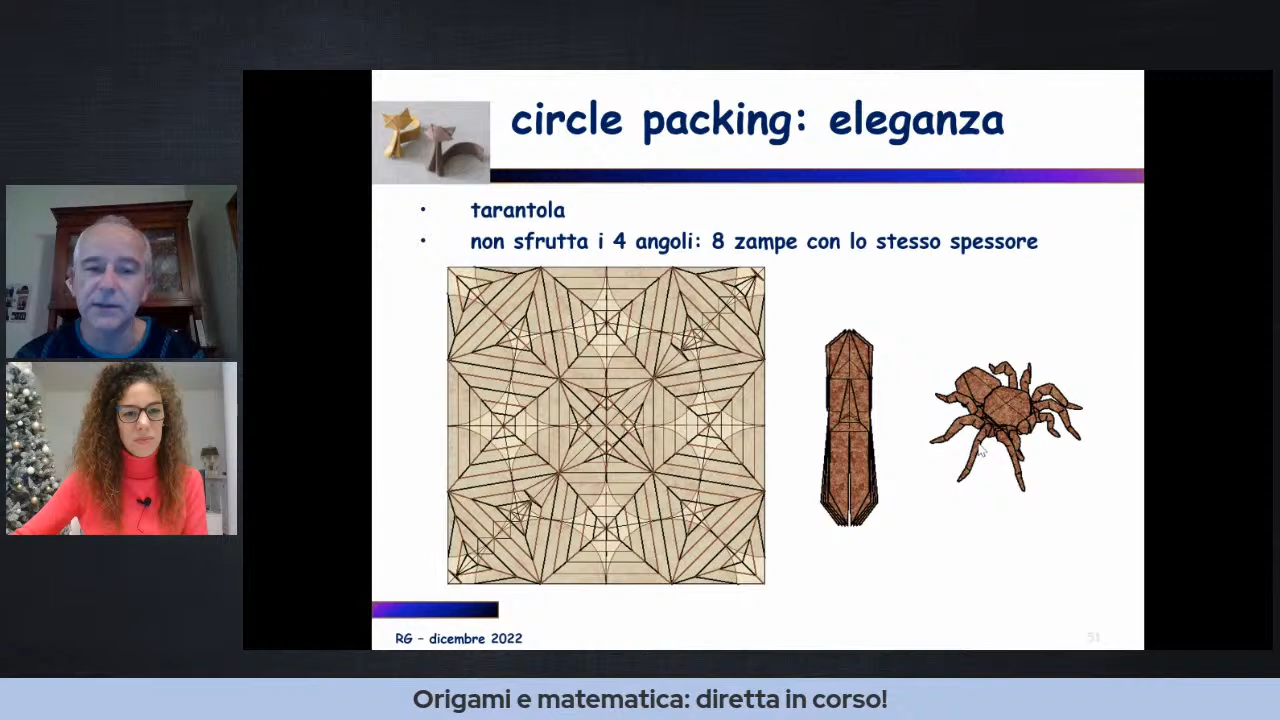 circle packing: eleganza
• tarantola
• non sfrutta i 4 angoli: 8 zampe con lo stesso spessore
RG - dicembre 2022
51
Origami e matematica: diretta in corso!